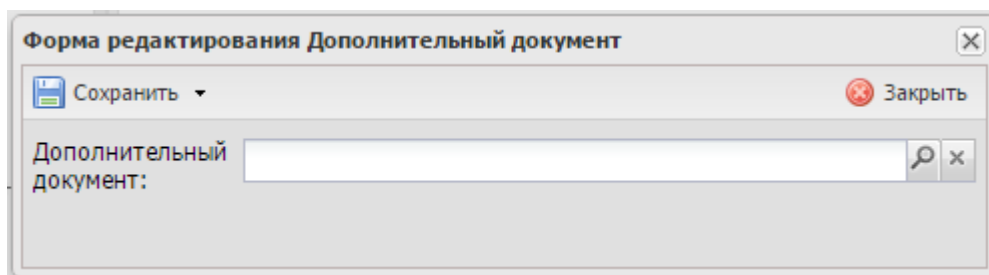 Форма редактирования Дополнительный документ
Сохранить Закрыть
Дополнительный
документ: